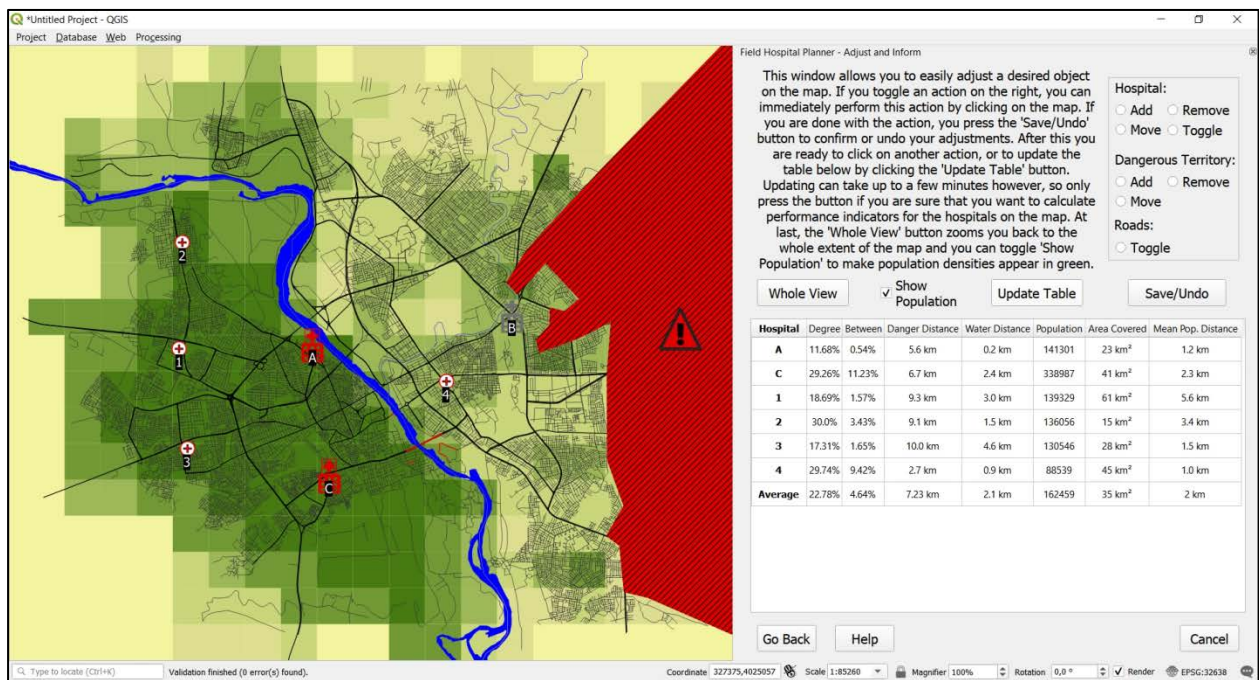 *Untitled Project - QGIS
Project Database Web Processing
2
1
A
B
4
3
C
Field Hospital Planner - Adjust and Inform
This window allows you to easily adjust a desired object
on the map. If you toggle an action on the right, you can
immediately perform this action by clicking on the map. If
you are done with the action, you press the 'Save/Undo'
button to confirm or undo your adjustments. After this you
are ready to click on another action, or to update the
table below by clicking the 'Update Table' button.
Updating can take up to a few minutes however, so only
press the button if you are sure that you want to calculate
performance indicators for the hospitals on the map. At
last, the 'Whole View' button zooms you back to the
whole extent of the map and you can toggle 'Show
Population' to make population densities appear in green.
Hospital:
Add Remove
Move Toggle
Dangerous Territory:
Add Remove
Move
Roads:
Toggle
Whole View
Show
Population
Update Table
Save/Undo
Hospital Degree Between Danger Distance Water Distance Population Area Covered Mean Pop. Distance
A 11.68% 0.54% 5.6 km 0.2 km 141301 23 km² 1.2 km
C 29.26% 11.23% 6.7 km 2.4 km 338987 41 km² 2.3 km
1 18.69% 1.57% 9.3 km 3.0 km 139329 61 km² 5.6 km
2 30.0% 3.43% 9.1 km 1.5 km 136056 15 km² 3.4 km
3 17.31% 1.65% 10.0 km 4.6 km 130546 28 km² 1.5 km
4 29.74% 9.42% 2.7 km 0.9 km 88539 45 km² 1.0 km
Average 22.78% 4.64% 7.23 km 2.1 km 162459 35 km² 2 km
Go Back Help Cancel
Type to locate (Ctrl+K) Validation finished (0 error(s) found). Coordinate 327375,4025057 Scale 1:85260 Magnifier 100% Rotation 0,0 ° Render EPSG:32638